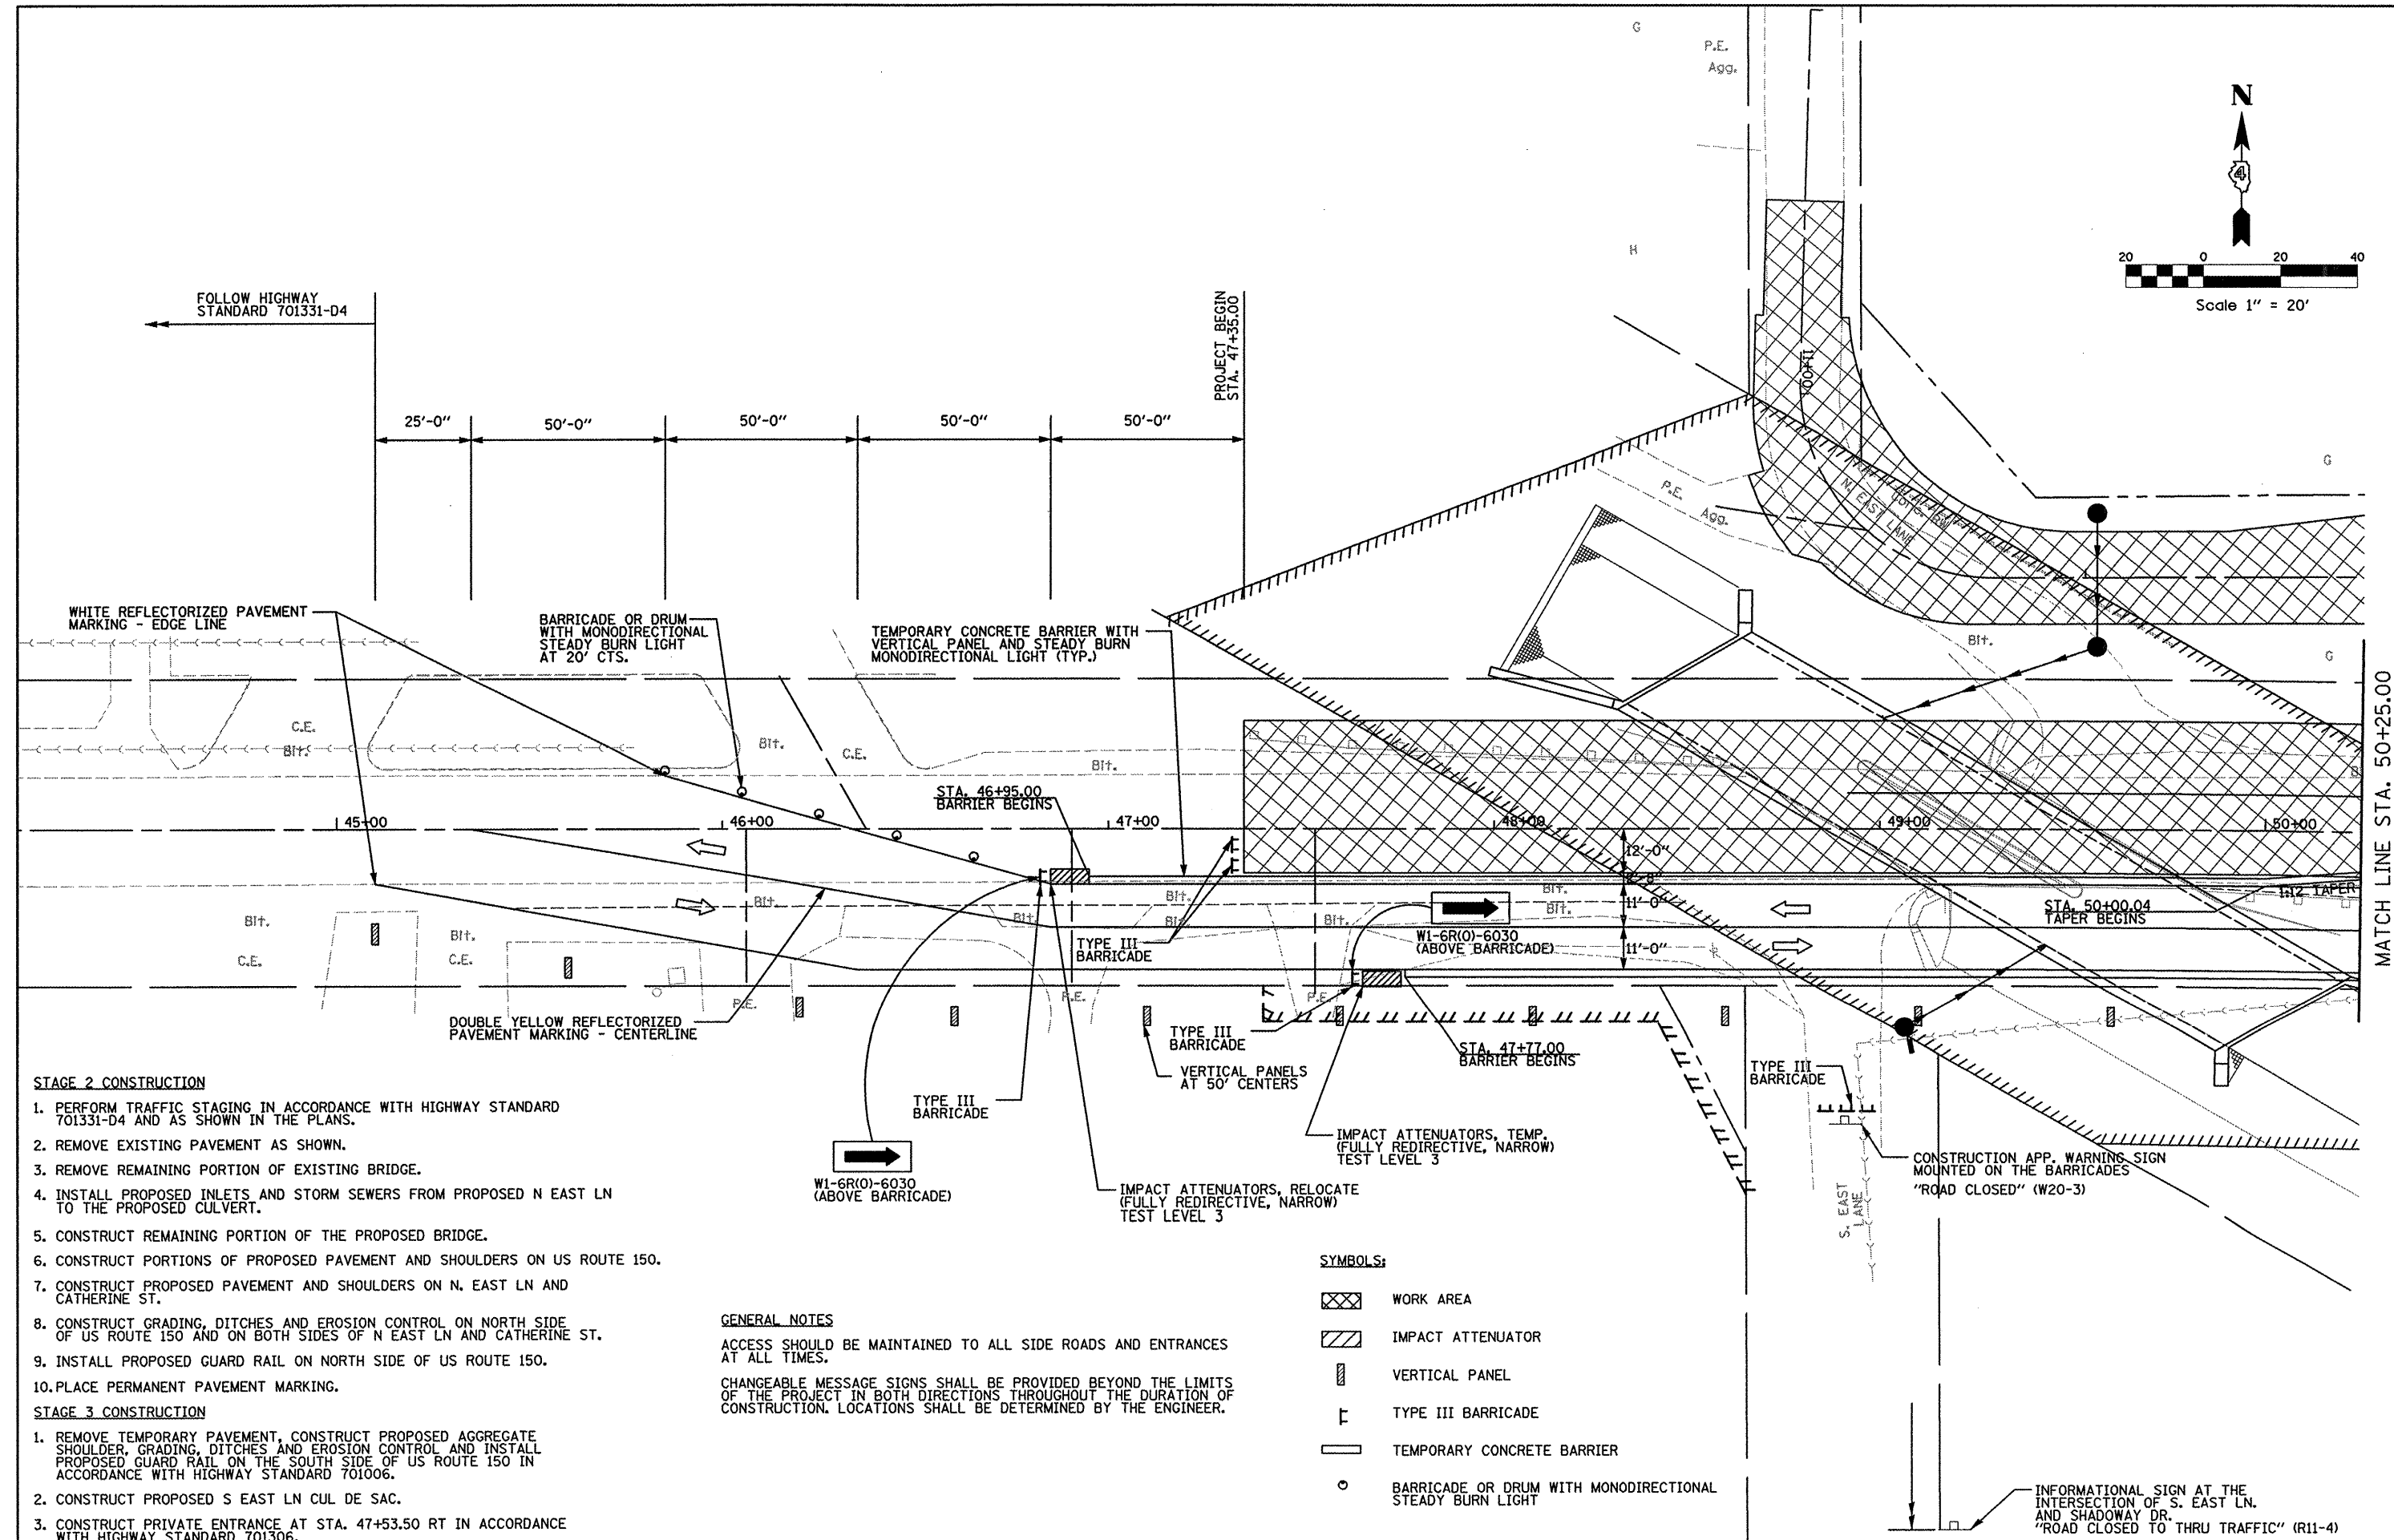 G
P.E.
Agg.
N
4
H
20 0 20 40
Scale 1" = 20'
FOLLOW HIGHWAY
STANDARD 701331-D4
PROJECT BEGIN
STA. 47+35.00
11+00
25'-0"
50'-0"
50'-0"
50'-0"
50'-0"
G
P.E.
Agg.
N. EAST LANE
WHITE REFLECTORIZED PAVEMENT
MARKING - EDGE LINE
BARRICADE OR DRUM
WITH MONODIRECTIONAL
STEADY BURN LIGHT
AT 20' CTS.
TEMPORARY CONCRETE BARRIER WITH
VERTICAL PANEL AND STEADY BURN
MONODIRECTIONAL LIGHT (TYP.)
Bit.
G
MATCH LINE STA. 50+25.00
C.E.
Bit.
Bit.
C.E.
Bit.
STA. 46+95.00
BARRIER BEGINS
45+00
46+00
47+00
48+00
49+00
50+00
12'-0"
11'-0"
11'-0"
1:12 TAPER
STA. 50+00.04
TAPER BEGINS
Bit.
Bit.
Bit.
Bit.
Bit.
Bit.
Bit.
Bit.
Bit.
C.E.
C.E.
W1-6R(O)-6030
(ABOVE BARRICADE)
TYPE III
BARRICADE
P.E.
P.E.
P.E.
DOUBLE YELLOW REFLECTORIZED
PAVEMENT MARKING - CENTERLINE
TYPE III
BARRICADE
STA. 47+77.00
BARRIER BEGINS
VERTICAL PANELS
AT 50' CENTERS
TYPE III
BARRICADE
TYPE III
BARRICADE
IMPACT ATTENUATORS, TEMP.
(FULLY REDIRECTIVE, NARROW)
TEST LEVEL 3
CONSTRUCTION APP. WARNING SIGN
MOUNTED ON THE BARRICADES
"ROAD CLOSED" (W20-3)
W1-6R(O)-6030
(ABOVE BARRICADE)
IMPACT ATTENUATORS, RELOCATE
(FULLY REDIRECTIVE, NARROW)
TEST LEVEL 3
S. EAST
LANE
STAGE 2 CONSTRUCTION
1. PERFORM TRAFFIC STAGING IN ACCORDANCE WITH HIGHWAY STANDARD
701331-D4 AND AS SHOWN IN THE PLANS.
2. REMOVE EXISTING PAVEMENT AS SHOWN.
3. REMOVE REMAINING PORTION OF EXISTING BRIDGE.
4. INSTALL PROPOSED INLETS AND STORM SEWERS FROM PROPOSED N EAST LN
TO THE PROPOSED CULVERT.
5. CONSTRUCT REMAINING PORTION OF THE PROPOSED BRIDGE.
6. CONSTRUCT PORTIONS OF PROPOSED PAVEMENT AND SHOULDERS ON US ROUTE 150.
7. CONSTRUCT PROPOSED PAVEMENT AND SHOULDERS ON N. EAST LN AND
CATHERINE ST.
8. CONSTRUCT GRADING, DITCHES AND EROSION CONTROL ON NORTH SIDE
OF US ROUTE 150 AND ON BOTH SIDES OF N EAST LN AND CATHERINE ST.
9. INSTALL PROPOSED GUARD RAIL ON NORTH SIDE OF US ROUTE 150.
10. PLACE PERMANENT PAVEMENT MARKING.
STAGE 3 CONSTRUCTION
1. REMOVE TEMPORARY PAVEMENT, CONSTRUCT PROPOSED AGGREGATE
SHOULDER, GRADING, DITCHES AND EROSION CONTROL AND INSTALL
PROPOSED GUARD RAIL ON THE SOUTH SIDE OF US ROUTE 150 IN
ACCORDANCE WITH HIGHWAY STANDARD 701006.
2. CONSTRUCT PROPOSED S EAST LN CUL DE SAC.
3. CONSTRUCT PRIVATE ENTRANCE AT STA. 47+53.50 RT IN ACCORDANCE
WITH HIGHWAY STANDARD 701306.
GENERAL NOTES
ACCESS SHOULD BE MAINTAINED TO ALL SIDE ROADS AND ENTRANCES
AT ALL TIMES.
CHANGEABLE MESSAGE SIGNS SHALL BE PROVIDED BEYOND THE LIMITS
OF THE PROJECT IN BOTH DIRECTIONS THROUGHOUT THE DURATION OF
CONSTRUCTION. LOCATIONS SHALL BE DETERMINED BY THE ENGINEER.
SYMBOLS:
WORK AREA
IMPACT ATTENUATOR
VERTICAL PANEL
TYPE III BARRICADE
TEMPORARY CONCRETE BARRIER
BARRICADE OR DRUM WITH MONODIRECTIONAL
STEADY BURN LIGHT
INFORMATIONAL SIGN AT THE
INTERSECTION OF S. EAST LN.
AND SHADOWAY DR.
"ROAD CLOSED TO THRU TRAFFIC" (R11-4)